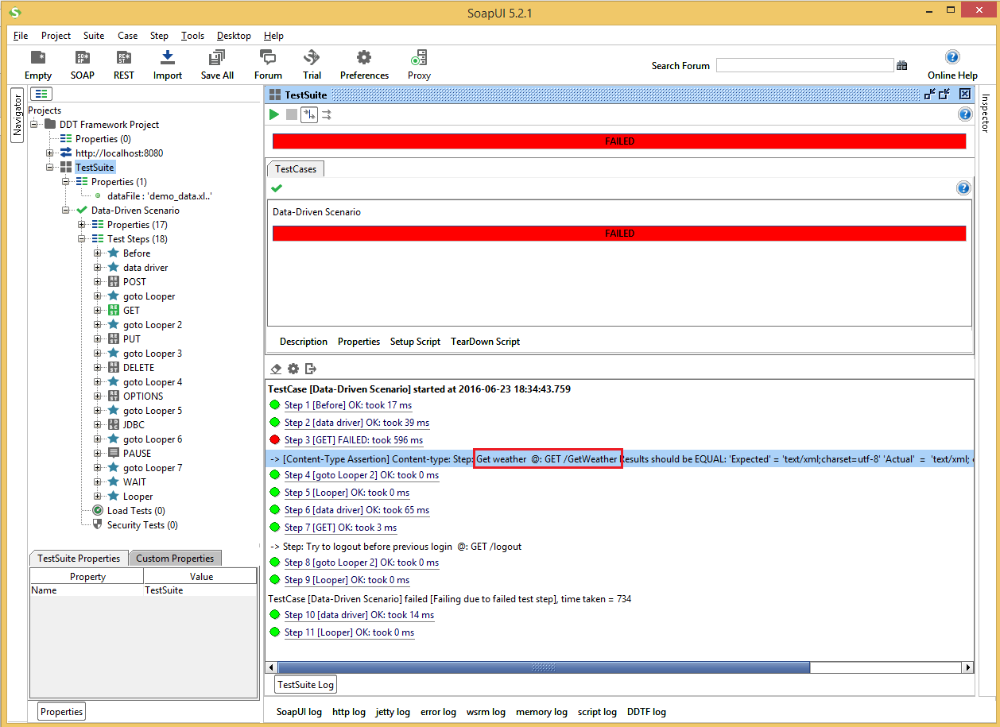 SoapUI 5.2.1
File Project Suite Case Step Tools Desktop Help
Empty SOAP REST Import Save All Forum Trial Preferences Proxy Search Forum Online Help
Navigator
Projects
DDT Framework Project
Properties (0)
http://localhost:8080
TestSuite
Properties (1)
dataFile : 'demo_data.xl..'
Data-Driven Scenario
Properties (17)
Test Steps (18)
Before
data driver
POST
goto Looper
GET
goto Looper 2
PUT
goto Looper 3
DELETE
goto Looper 4
OPTIONS
goto Looper 5
JDBC
goto Looper 6
PAUSE
goto Looper 7
WAIT
Looper
Load Tests (0)
Security Tests (0)
TestSuite Properties Custom Properties
Property Value
Name TestSuite
Properties
TestSuite
FAILED
TestCases
Data-Driven Scenario
FAILED
Description Properties Setup Script TearDown Script
TestCase [Data-Driven Scenario] started at 2016-06-23 18:34:43.759
Step 1 [Before] OK: took 17 ms
Step 2 [data driver] OK: took 39 ms
Step 3 [GET] FAILED: took 596 ms
-> [Content-Type Assertion] Content-type: Step: Get weather @: GET /GetWeather Results should be EQUAL: 'Expected' = 'text/xml;charset=utf-8' 'Actual' = 'text/xml;
Step 4 [goto Looper 2] OK: took 0 ms
Step 5 [Looper] OK: took 0 ms
Step 6 [data driver] OK: took 65 ms
Step 7 [GET] OK: took 3 ms
-> Step: Try to logout before previous login @: GET /logout
Step 8 [goto Looper 2] OK: took 0 ms
Step 9 [Looper] OK: took 0 ms
TestCase [Data-Driven Scenario] failed [Failing due to failed test step], time taken = 734
Step 10 [data driver] OK: took 14 ms
Step 11 [Looper] OK: took 0 ms
TestSuite Log
SoapUI log http log jetty log error log wsrm log memory log script log DDTF log
Inspector